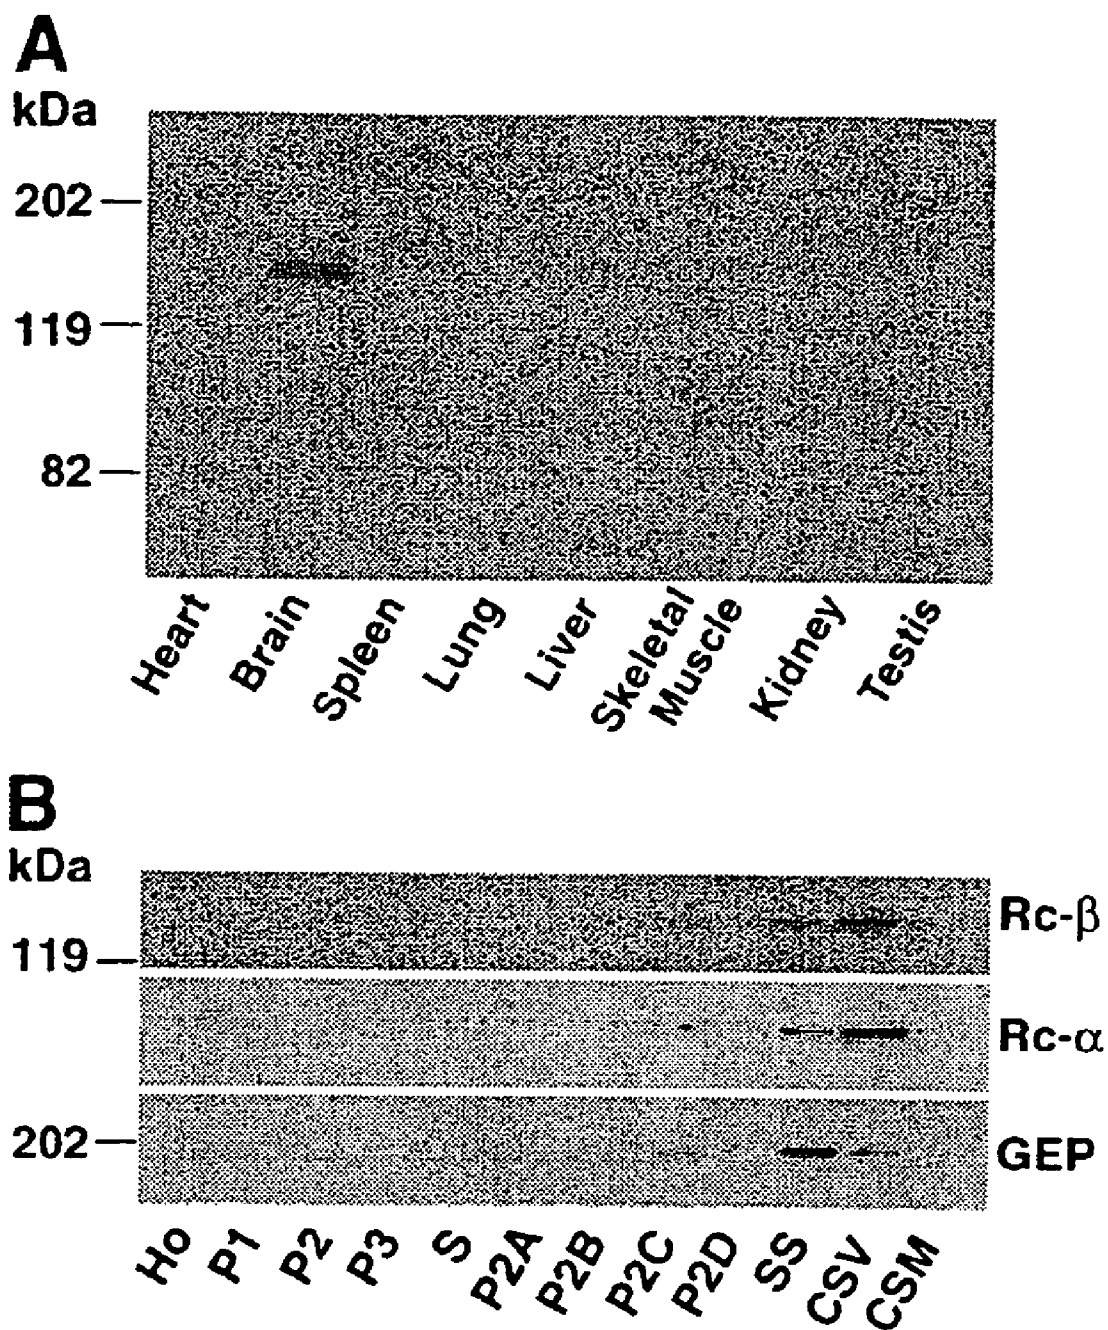 A
kDa
202
119
82
Heart
Brain
Spleen
Lung
Liver
Skeletal
Muscle
Kidney
Testis
B
kDa
Rc-β
119
Rc-α
202
GEP
Ho
P1
P2
P3
S
P2A
P2B
P2C
P2D
SS
CSV
CSM